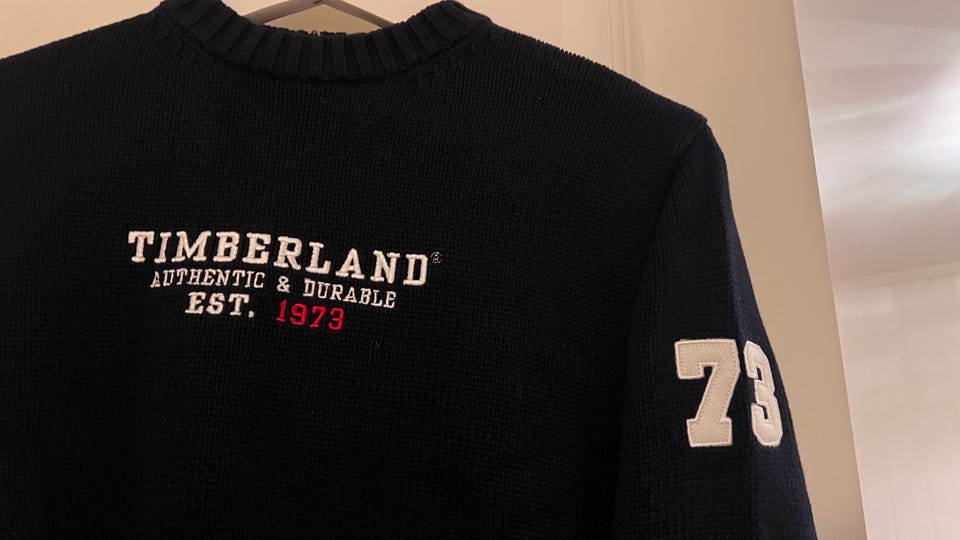 TIMBERLAND®
AUTHENTIC & DURABLE
EST. 1973
73